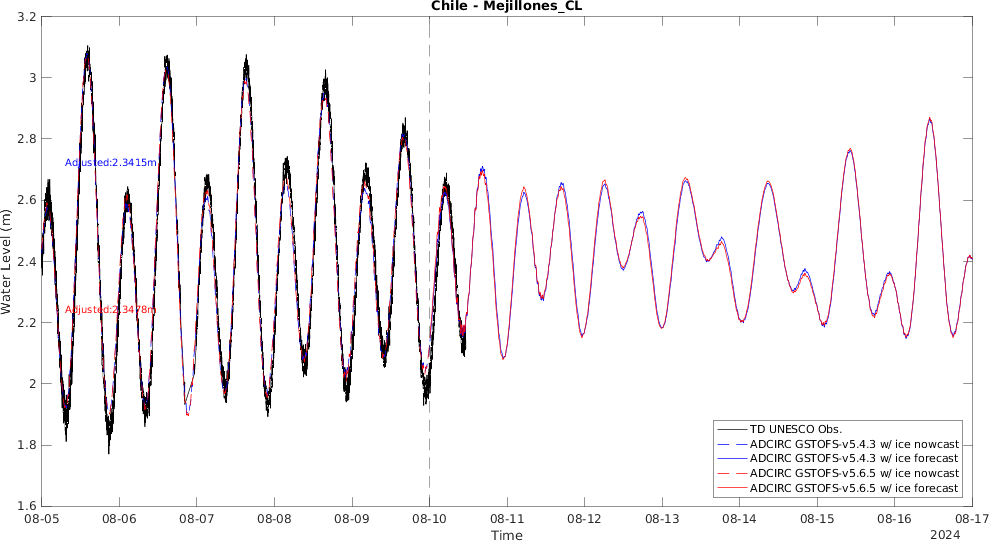 Chile - Mejillones_CL
3.2
3
2.8
2.6
2.4
2.2
2
1.8
1.6
Water Level (m)
Adjusted:2.3415m
Adjusted:2.3478m
TD UNESCO Obs.
ADCIRC GSTOFS-v5.4.3 w/ ice nowcast
ADCIRC GSTOFS-v5.4.3 w/ ice forecast
ADCIRC GSTOFS-v5.6.5 w/ ice nowcast
ADCIRC GSTOFS-v5.6.5 w/ ice forecast
08-05 08-06 08-07 08-08 08-09 08-10 08-11 08-12 08-13 08-14 08-15 08-16 08-17
Time
2024